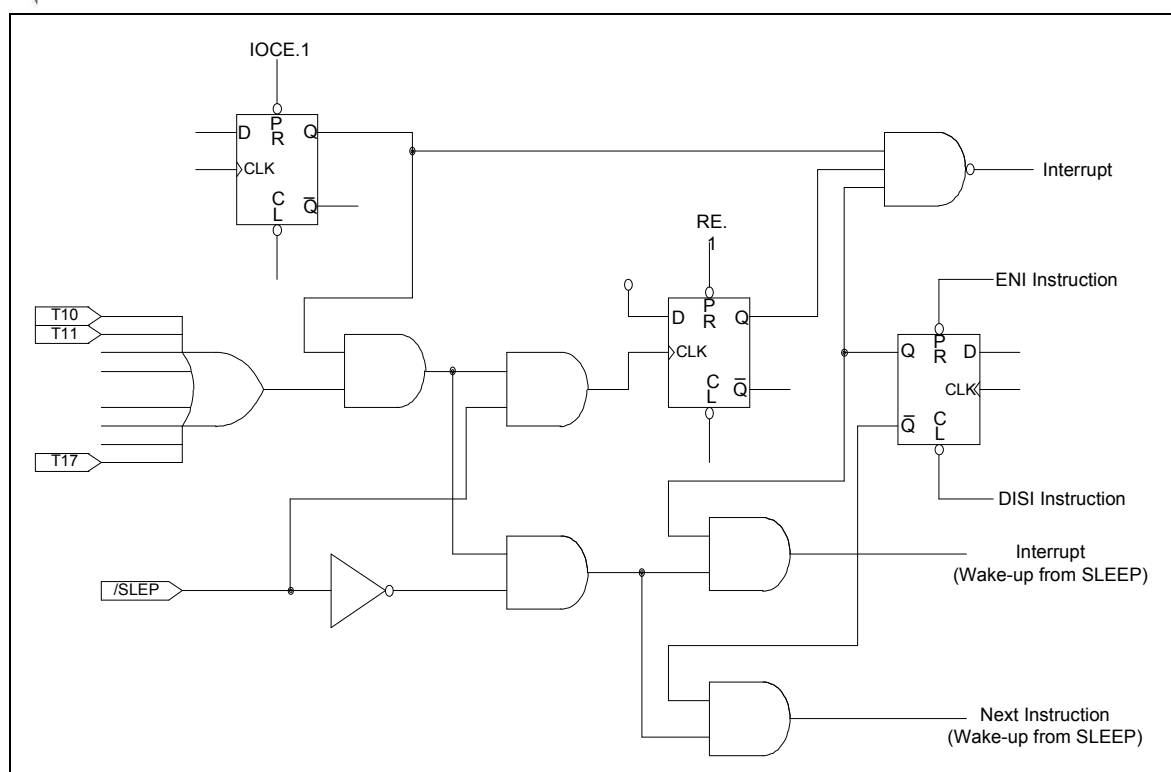 IOCE.1
D
P
R
Q
CLK
C
L
Q
Interrupt
RE.
1
ENI Instruction
T10
T11
D
P
R
Q
CLK
C
L
Q
Q
P
R
D
CLK
Q
C
L
T17
DISI Instruction
/SLEP
Interrupt
(Wake-up from SLEEP)
Next Instruction
(Wake-up from SLEEP)